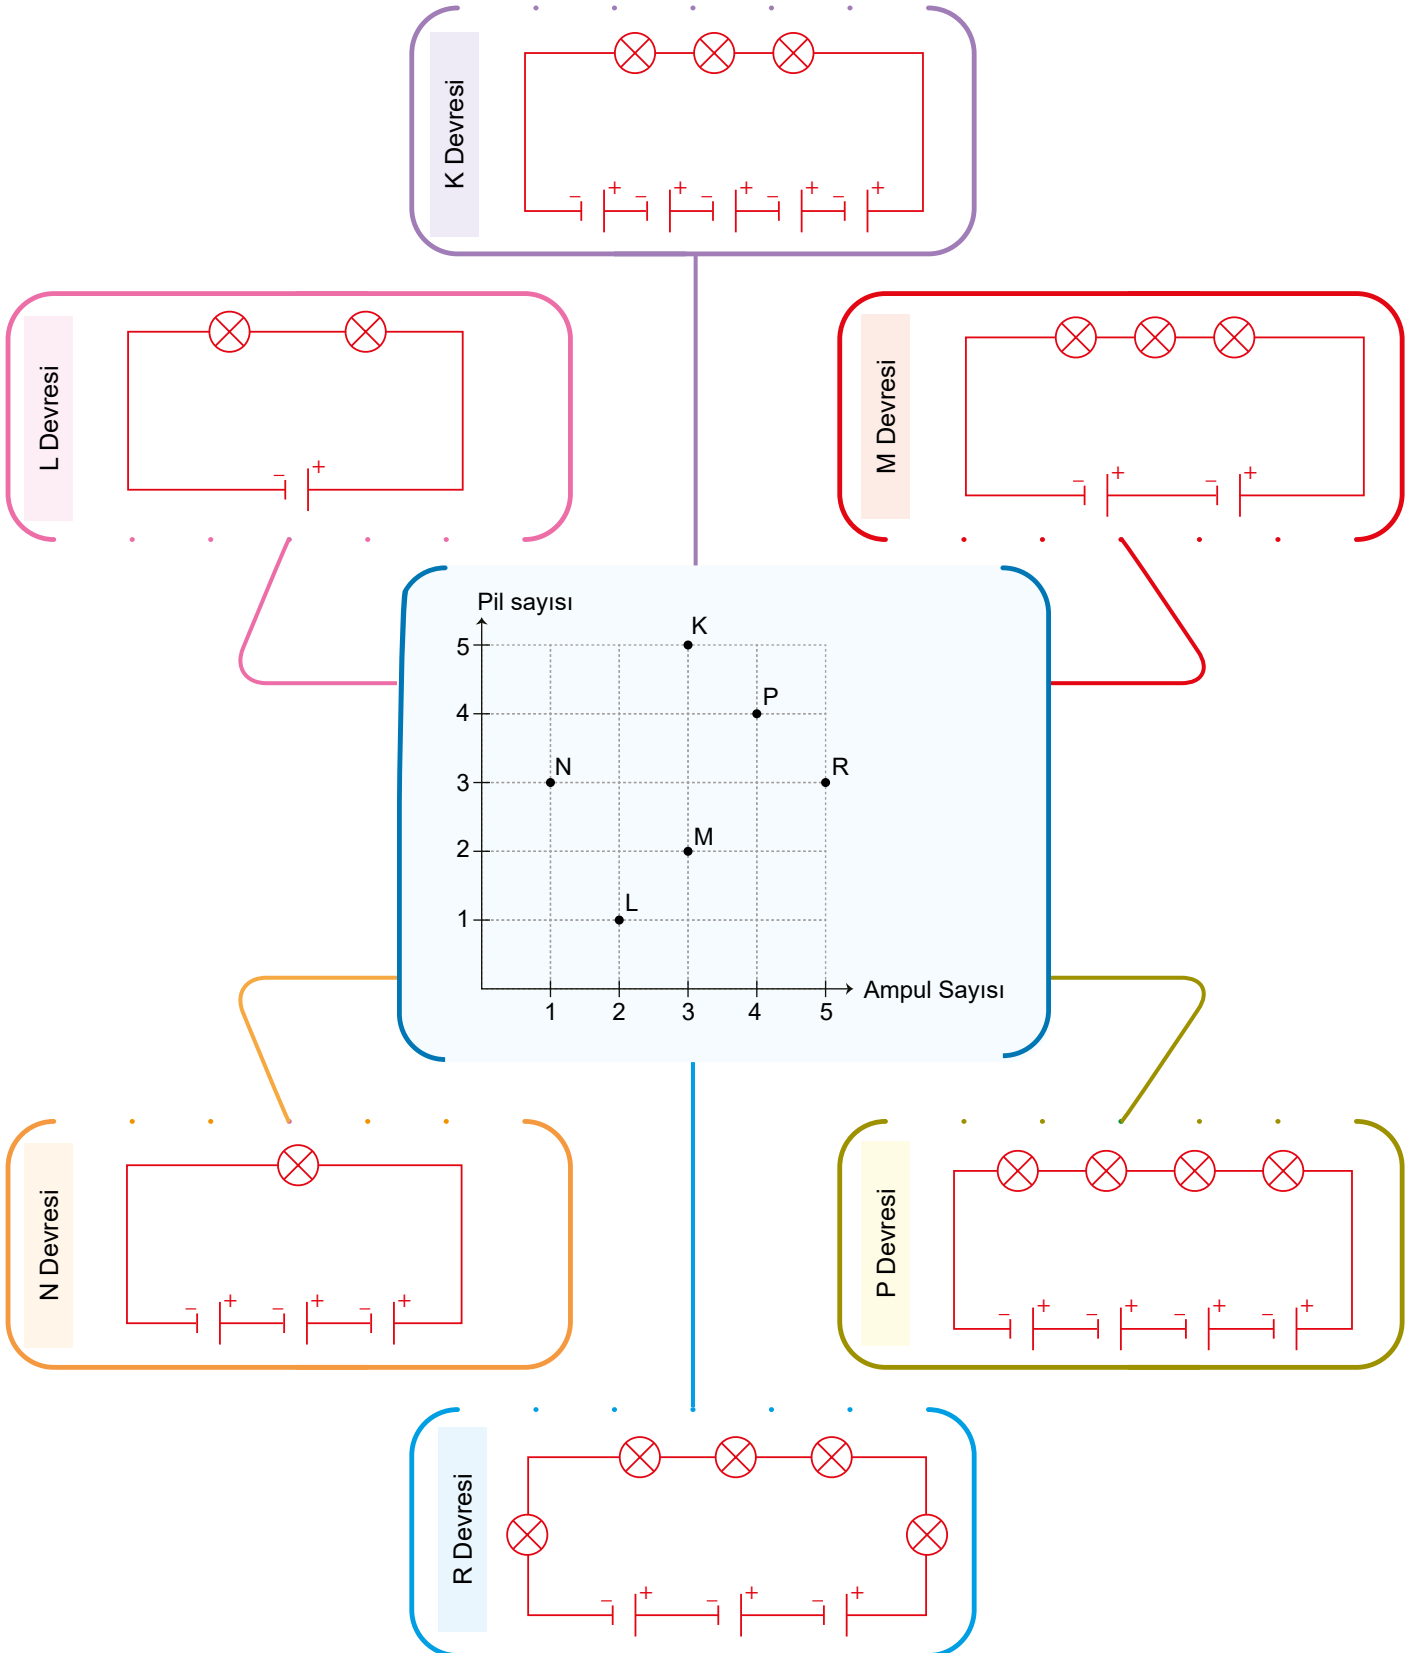 K Devresi
− + − + − + − + − +
L Devresi
− +
M Devresi
− + − +
Pil sayısı
K
5
P
4
N
R
3
M
2
L
1
Ampul Sayısı
1 2 3 4 5
N Devresi
− + − + − +
P Devresi
− + − + − + − +
R Devresi
− + − + − +